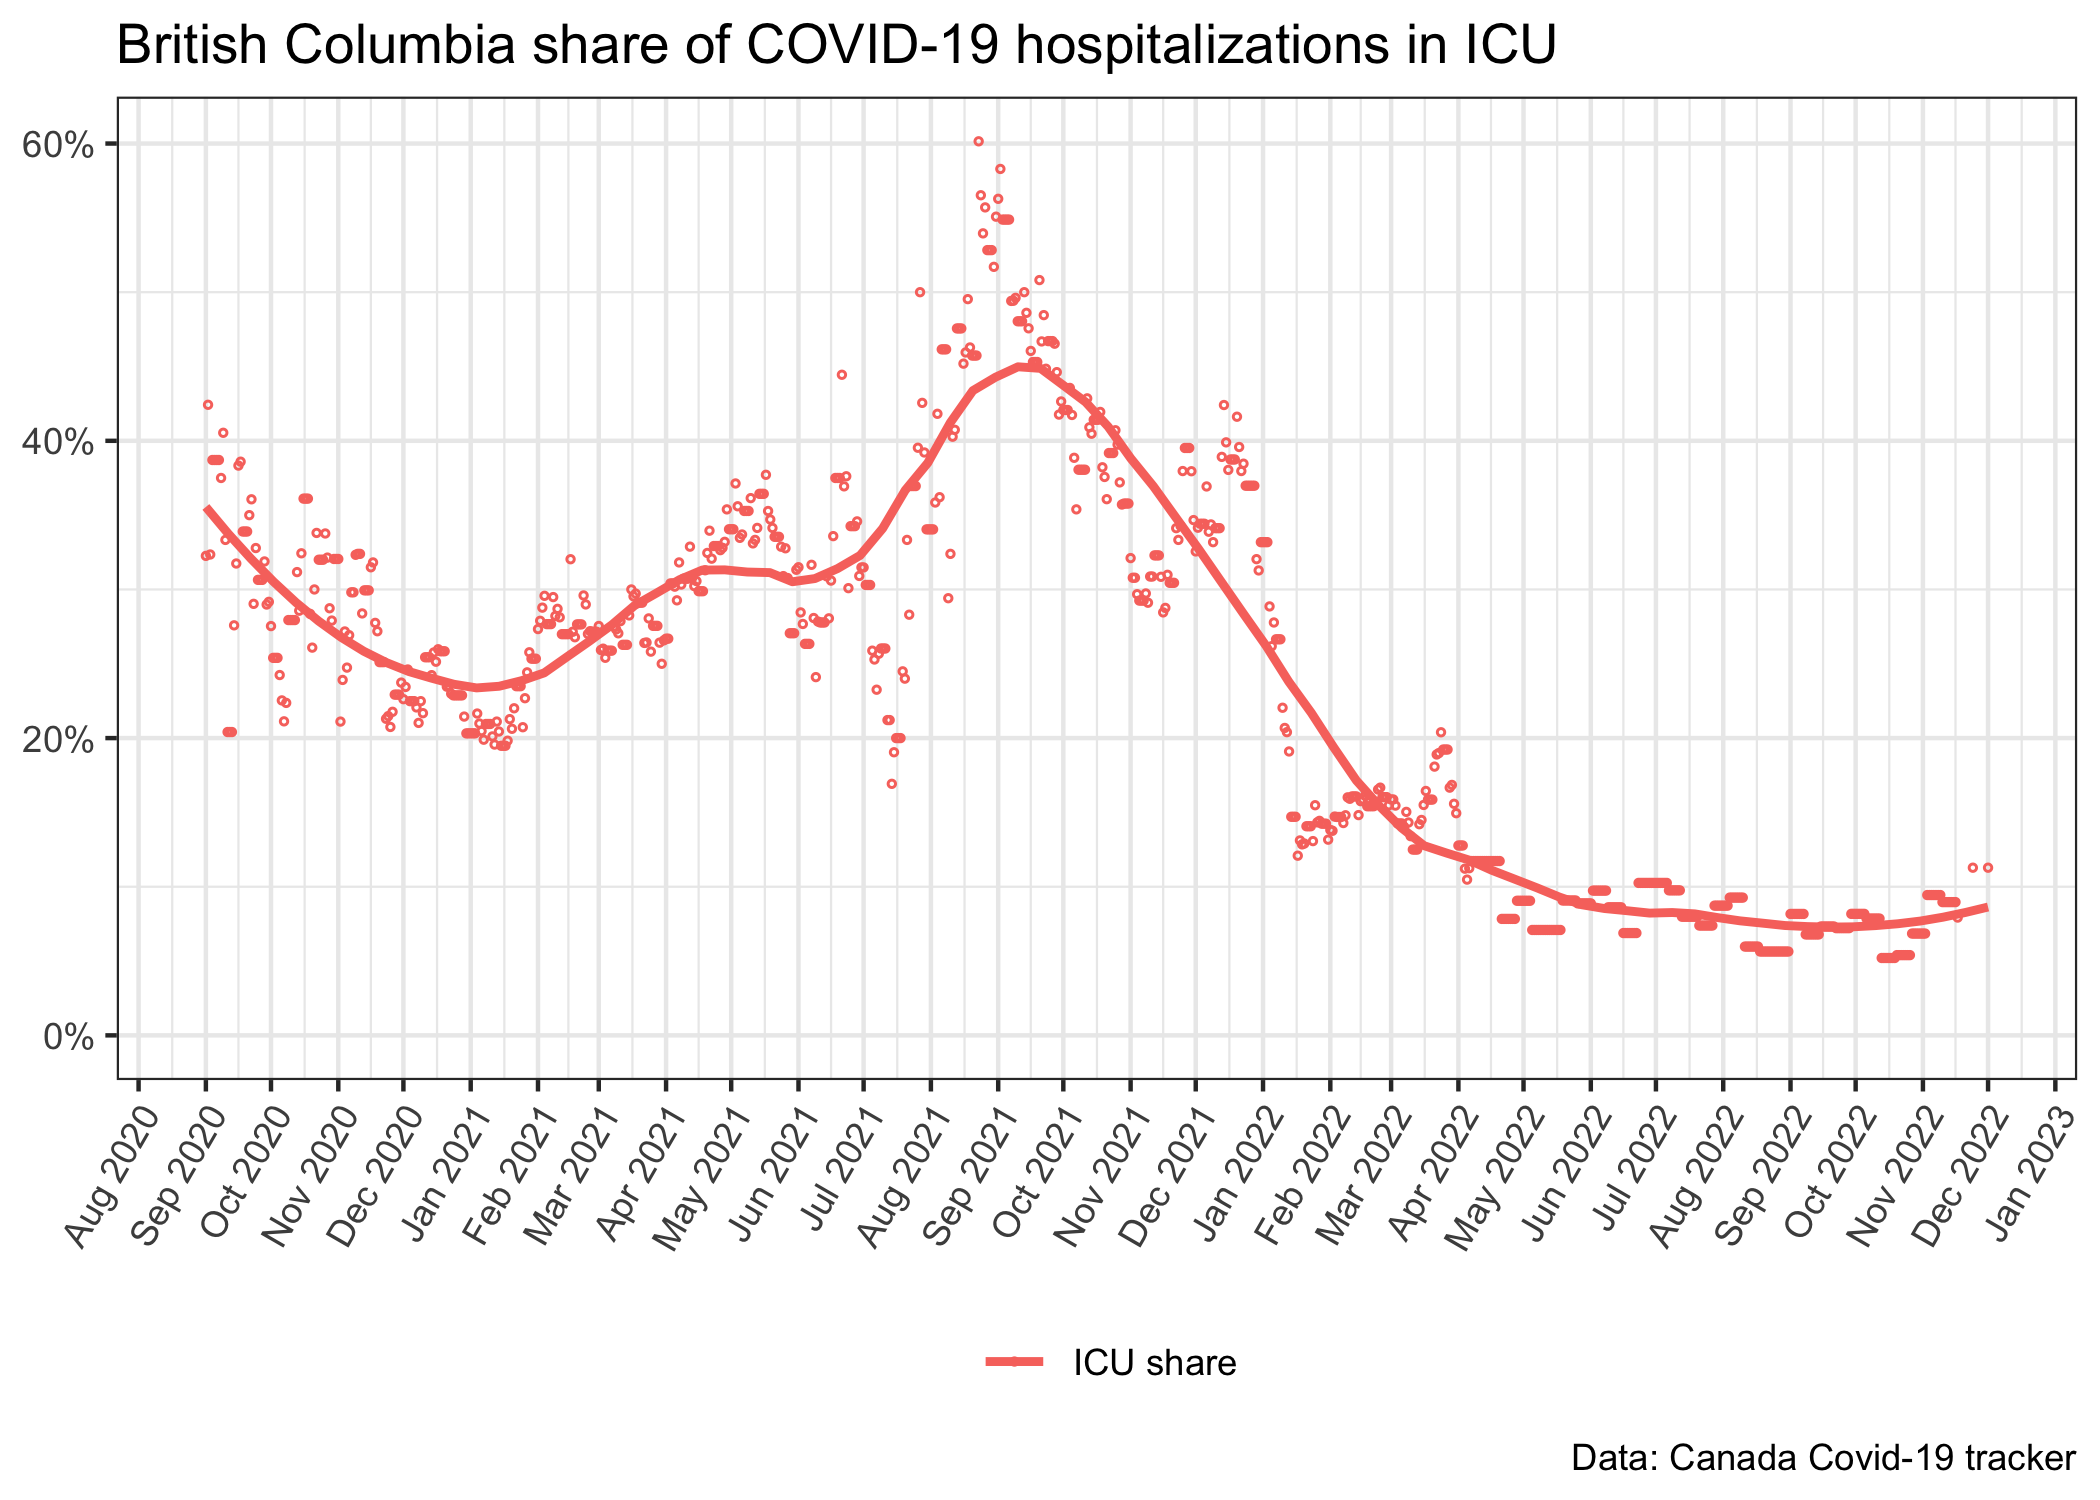 British Columbia share of COVID-19 hospitalizations in ICU
60%
40%
20%
0%
Aug 2020
Sep 2020
Oct 2020
Nov 2020
Dec 2020
Jan 2021
Feb 2021
Mar 2021
Apr 2021
May 2021
Jun 2021
Jul 2021
Aug 2021
Sep 2021
Oct 2021
Nov 2021
Dec 2021
Jan 2022
Feb 2022
Mar 2022
Apr 2022
May 2022
Jun 2022
Jul 2022
Aug 2022
Sep 2022
Oct 2022
Nov 2022
Dec 2022
Jan 2023
ICU share
Data: Canada Covid-19 tracker